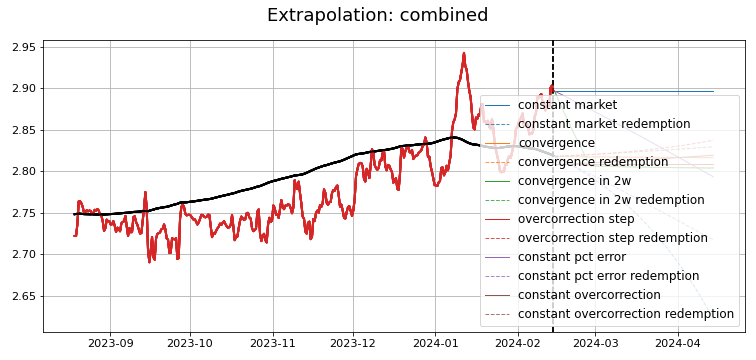 Extrapolation: combined
2.95
2.90
2.85
2.80
2.75
2.70
2.65
constant market
constant market redemption
convergence
convergence redemption
convergence in 2w
convergence in 2w redemption
overcorrection step
overcorrection step redemption
constant pct error
constant pct error redemption
constant overcorrection
constant overcorrection redemption
2023-09 2023-10 2023-11 2023-12 2024-01 2024-02 2024-03 2024-04